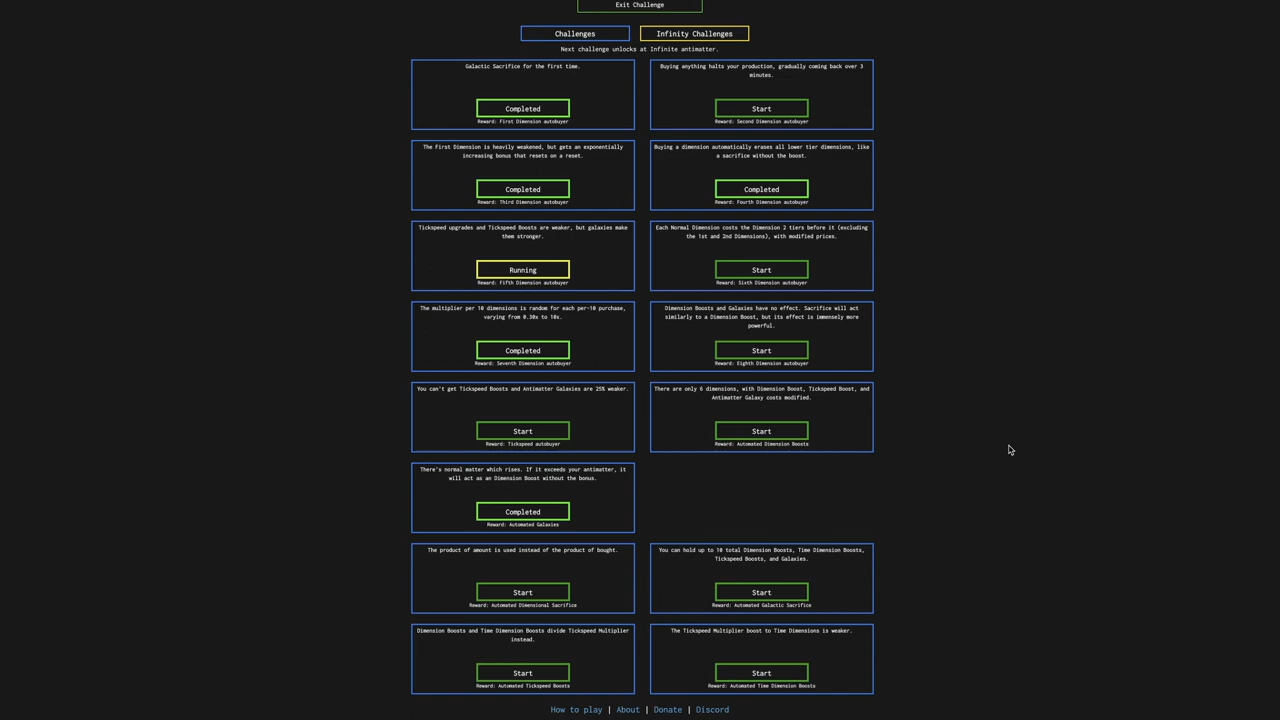 Exit Challenge
Challenges
Infinity Challenges
Next challenge unlocks at Infinite antimatter.
Galactic Sacrifice for the first time.
Completed
Reward: First Dimension autobuyer
Buying anything halts your production, gradually coming back over 3
minutes.
Start
Reward: Second Dimension autobuyer
The First Dimension is heavily weakened, but gets an exponentially
increasing bonus that resets on a reset.
Completed
Reward: Third Dimension autobuyer
Buying a dimension automatically erases all lower tier dimensions, like
a sacrifice without the boost.
Completed
Reward: Fourth Dimension autobuyer
Tickspeed upgrades and Tickspeed Boosts are weaker, but galaxies make
them stronger.
Running
Reward: Fifth Dimension autobuyer
Each Normal Dimension costs the Dimension 2 tiers before it (excluding
the 1st and 2nd Dimensions), with modified prices.
Start
Reward: Sixth Dimension autobuyer
The multiplier per 10 dimensions is random for each per-10 purchase,
varying from 0.30x to 10x.
Completed
Reward: Seventh Dimension autobuyer
Dimension Boosts and Galaxies have no effect. Sacrifice will act
similarly to a Dimension Boost, but its effect is immensely more
powerful.
Start
Reward: Eighth Dimension autobuyer
You can't get Tickspeed Boosts and Antimatter Galaxies are 25% weaker.
Start
Reward: Tickspeed autobuyer
There are only 6 dimensions, with Dimension Boost, Tickspeed Boost, and
Antimatter Galaxy costs modified.
Start
Reward: Automated Dimension Boosts
There's normal matter which rises. If it exceeds your antimatter, it
will act as an Dimension Boost without the bonus.
Completed
Reward: Automated Galaxies
The product of amount is used instead of the product of bought.
Start
Reward: Automated Dimensional Sacrifice
You can hold up to 10 total Dimension Boosts, Time Dimension Boosts,
Tickspeed Boosts, and Galaxies.
Start
Reward: Automated Galactic Sacrifice
Dimension Boosts and Time Dimension Boosts divide Tickspeed Multiplier
instead.
Start
Reward: Automated Tickspeed Boosts
The Tickspeed Multiplier boost to Time Dimensions is weaker.
Start
Reward: Automated Time Dimension Boosts
How to play | About | Donate | Discord